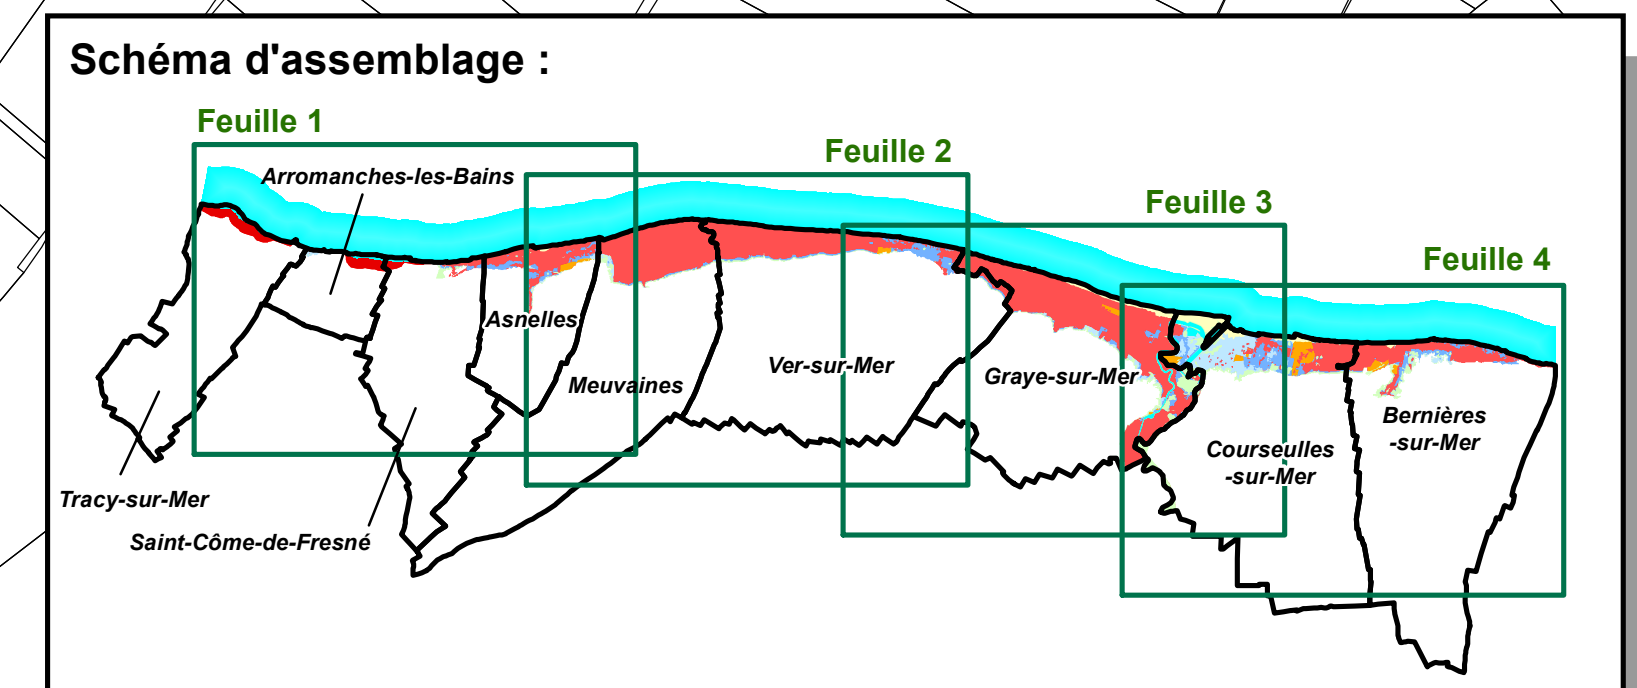 Schéma d'assemblage :
Feuille 1
Arromanches-les-Bains
Feuille 2
Feuille 3
Feuille 4
Asnelles
Meuvaines
Ver-sur-Mer
Graye-sur-Mer
Courseulles
-sur-Mer
Bernières
-sur-Mer
Tracy-sur-Mer
Saint-Côme-de-Fresné